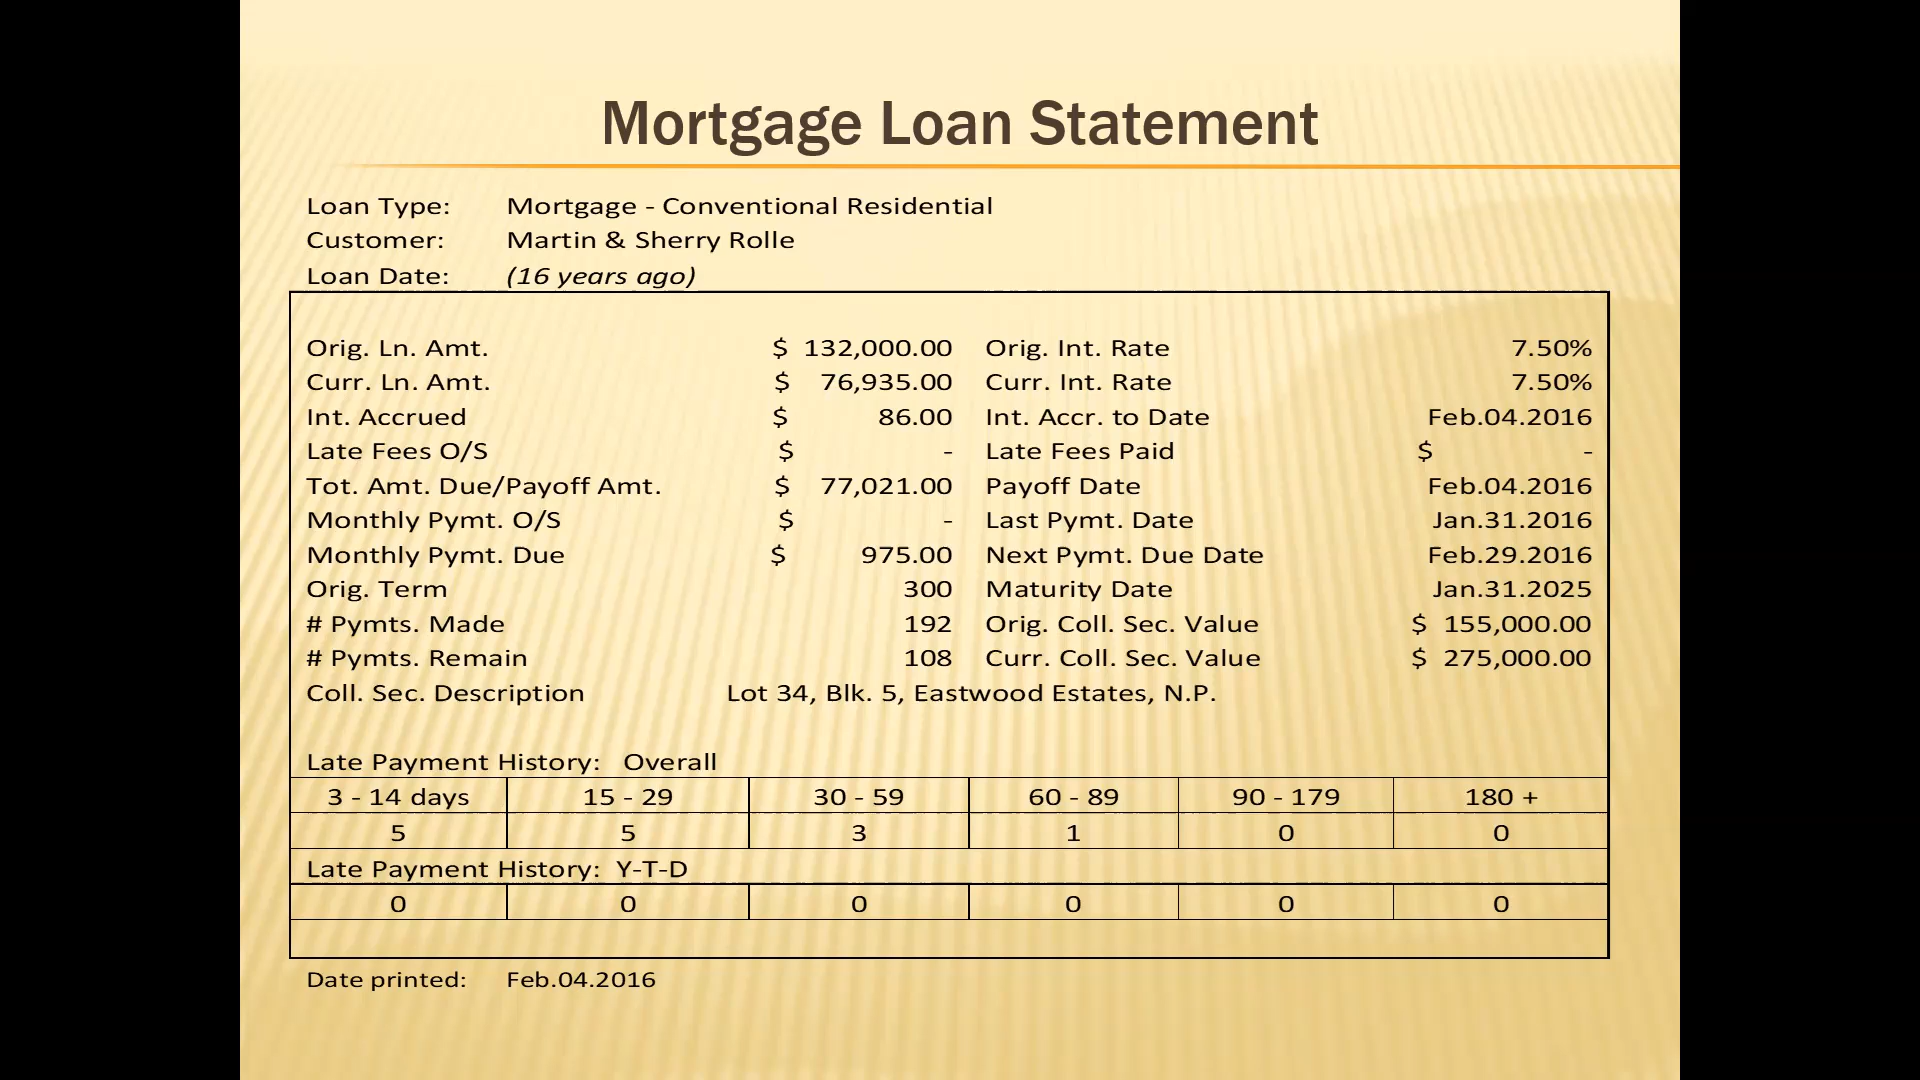 Mortgage Loan Statement
Loan Type: Mortgage - Conventional Residential
Customer: Martin & Sherry Rolle
Loan Date: (16 years ago)
Orig. Ln. Amt. $ 132,000.00 Orig. Int. Rate 7.50%
Curr. Ln. Amt. $ 76,935.00 Curr. Int. Rate 7.50%
Int. Accrued $ 86.00 Int. Accr. to Date Feb.04.2016
Late Fees O/S $ - Late Fees Paid $ -
Tot. Amt. Due/Payoff Amt. $ 77,021.00 Payoff Date Feb.04.2016
Monthly Pymt. O/S $ - Last Pymt. Date Jan.31.2016
Monthly Pymt. Due $ 975.00 Next Pymt. Due Date Feb.29.2016
Orig. Term 300 Maturity Date Jan.31.2025
# Pymts. Made 192 Orig. Coll. Sec. Value $ 155,000.00
# Pymts. Remain 108 Curr. Coll. Sec. Value $ 275,000.00
Coll. Sec. Description Lot 34, Blk. 5, Eastwood Estates, N.P.
Late Payment History: Overall
3 - 14 days 15 - 29 30 - 59 60 - 89 90 - 179 180 +
5 5 3 1 0 0
Late Payment History: Y-T-D
0 0 0 0 0 0
Date printed: Feb.04.2016